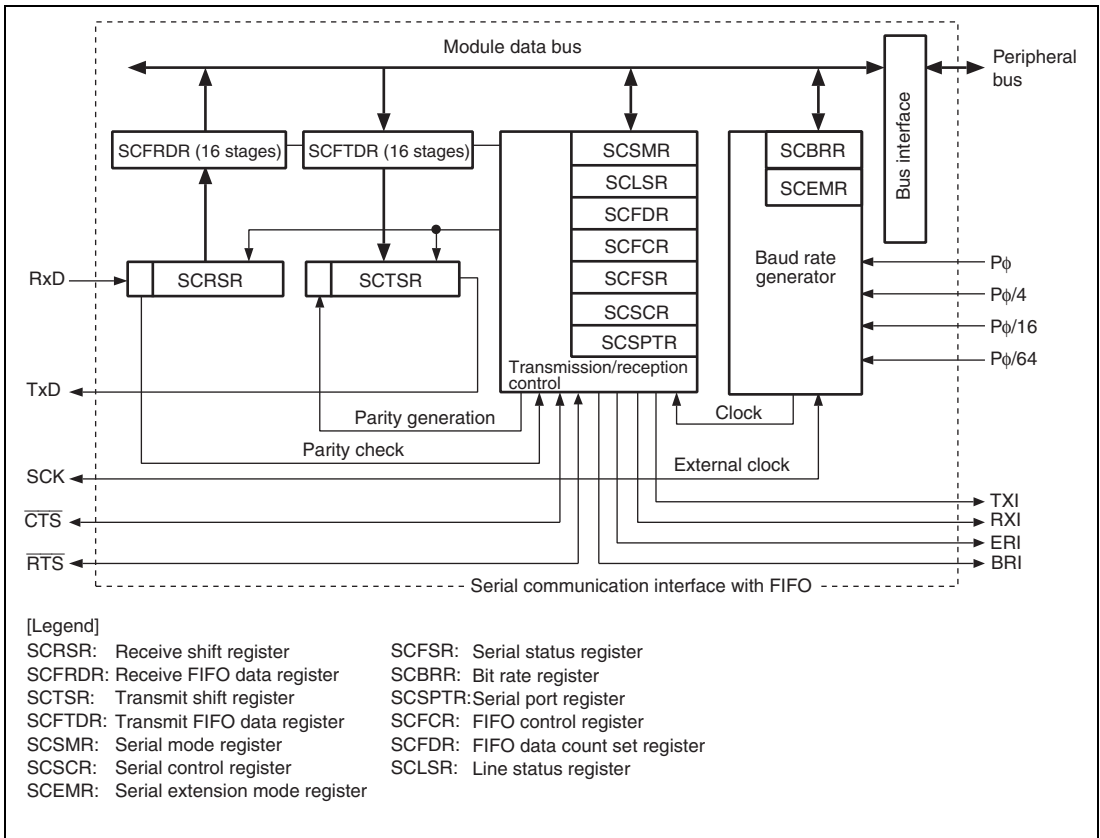 Module data bus
Peripheral
bus
Bus interface
SCFRDR (16 stages)
SCFTDR (16 stages)
SCSMR
SCLSR
SCFDR
SCFCR
SCFSR
SCSCR
SCSPTR
Transmission/reception
control
SCBRR
SCEMR
Baud rate
generator
RxD
SCRSR
SCTSR
Pϕ
Pϕ/4
Pϕ/16
Pϕ/64
TxD
Parity generation
Clock
Parity check
External clock
SCK
CTS
RTS
TXI
RXI
ERI
BRI
Serial communication interface with FIFO
[Legend]
SCRSR: Receive shift register
SCFRDR: Receive FIFO data register
SCTSR: Transmit shift register
SCFTDR: Transmit FIFO data register
SCSMR: Serial mode register
SCSCR: Serial control register
SCEMR: Serial extension mode register
SCFSR: Serial status register
SCBRR: Bit rate register
SCSPTR:Serial port register
SCFCR: FIFO control register
SCFDR: FIFO data count set register
SCLSR: Line status register